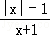 |x| - 1
x+1